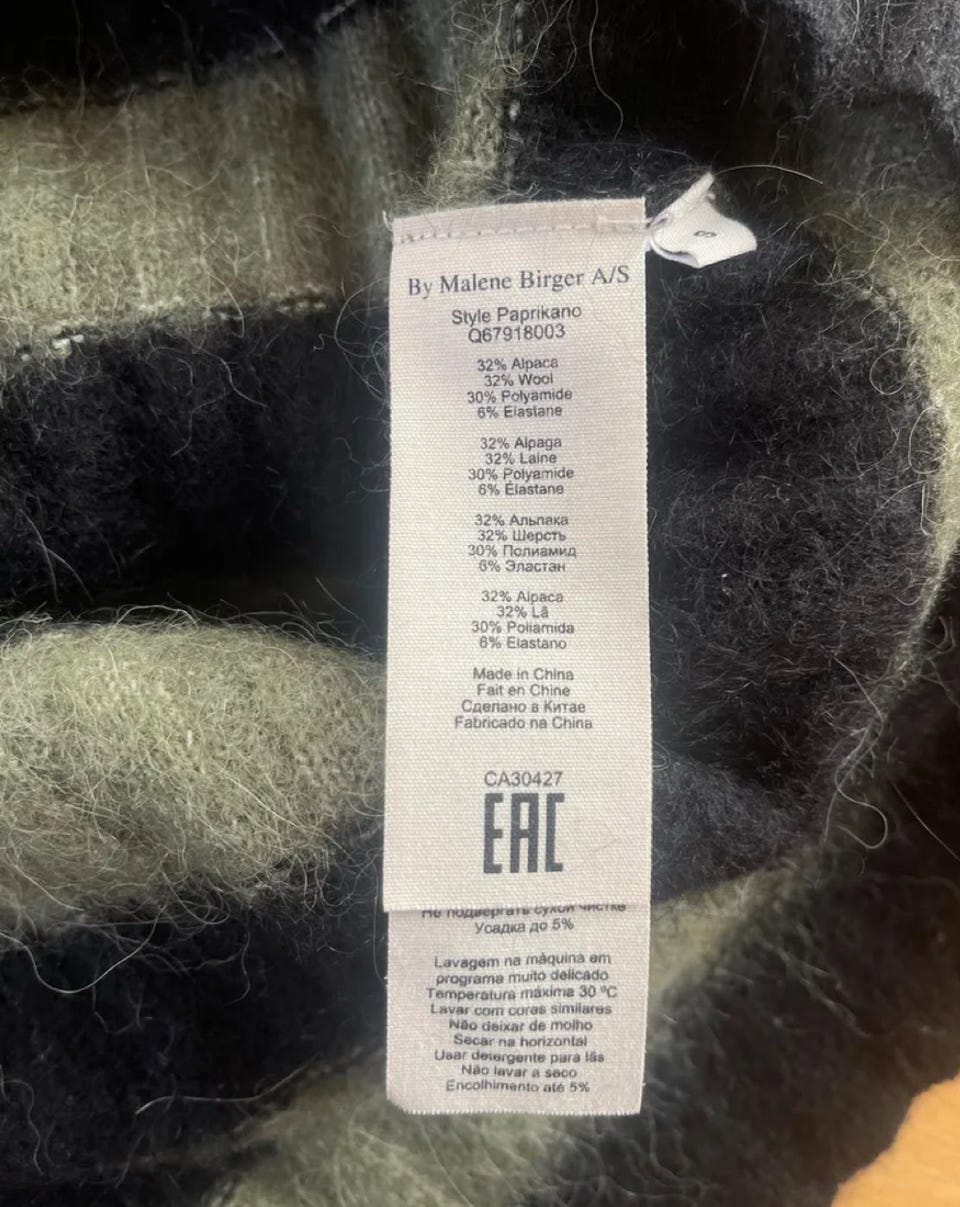 By Malene Birger A/S
Style Paprikano
Q67918003
32% Alpaca
32% Wool
30% Polyamide
6% Elastane
32% Alpaga
32% Laine
30% Polyamide
6% Élastane
32% Альпака
32% Шерсть
30% Полиамид
6% Эластан
32% Alpaca
32% Lã
30% Poliamida
6% Elastano
Made in China
Fait en Chine
Сделано в Китае
Fabricado na China
CA30427
EAC
Не подвергать сухой чистке
Усадка до 5%
Lavagem na máquina em
programa muito delicado
Temperatura máxima 30 ºC
Lavar com cores similares
Não deixar de molho
Secar na horizontal
Usar detergente para lãs
Não lavar a seco
Encolhimento até 5%